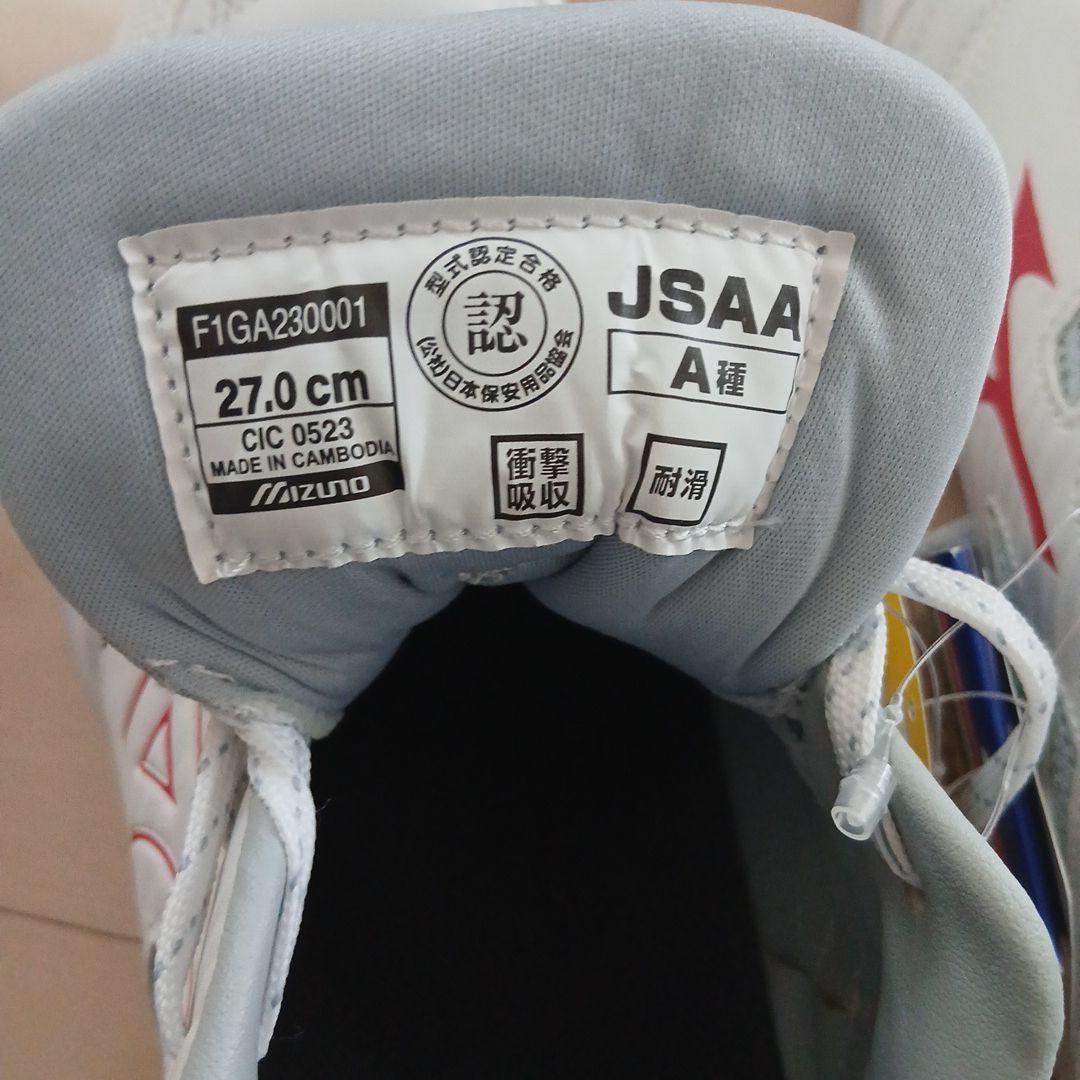 F1GA230001
27.0 cm
CIC 0523
MADE IN CAMBODIA
MIZUNO
型式認定合格
認
(公社)日本保安用品協会
JSAA
A種
衝撃
吸収
耐滑